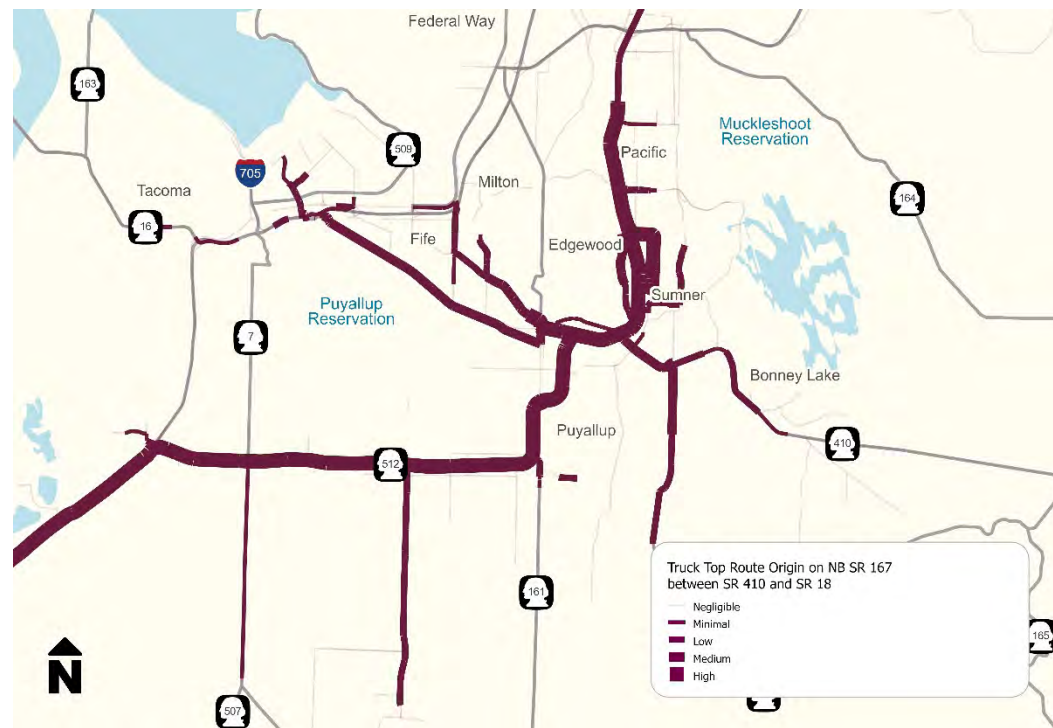 Federal Way
163
509
Muckleshoot
Reservation
Pacific
705
Tacoma
Milton
164
16
Fife
Edgewood
Sumner
Puyallup
Reservation
7
Bonney Lake
Puyallup
410
512
Truck Top Route Origin on NB SR 167
between SR 410 and SR 18
Negligible
Minimal
Low
Medium
High
161
165
N
507